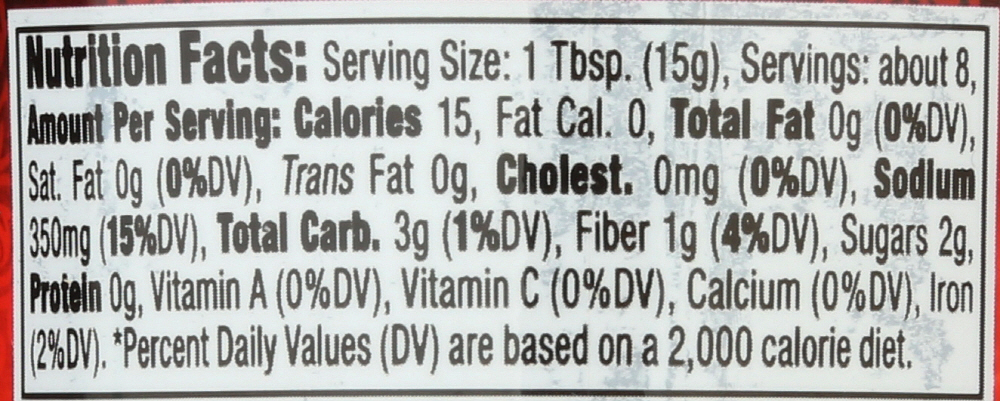 Nutrition Facts: Serving Size: 1 Tbsp. (15g), Servings: about 8,
Amount Per Serving: Calories 15, Fat Cal. 0, Total Fat 0g (0%DV),
Sat. Fat 0g (0%DV), Trans Fat 0g, Cholest. 0mg (0%DV), Sodium
350mg (15%DV), Total Carb. 3g (1%DV), Fiber 1g (4%DV), Sugars 2g,
Protein 0g, Vitamin A (0%DV), Vitamin C (0%DV), Calcium (0%DV), Iron
(2%DV). *Percent Daily Values (DV) are based on a 2,000 calorie diet.